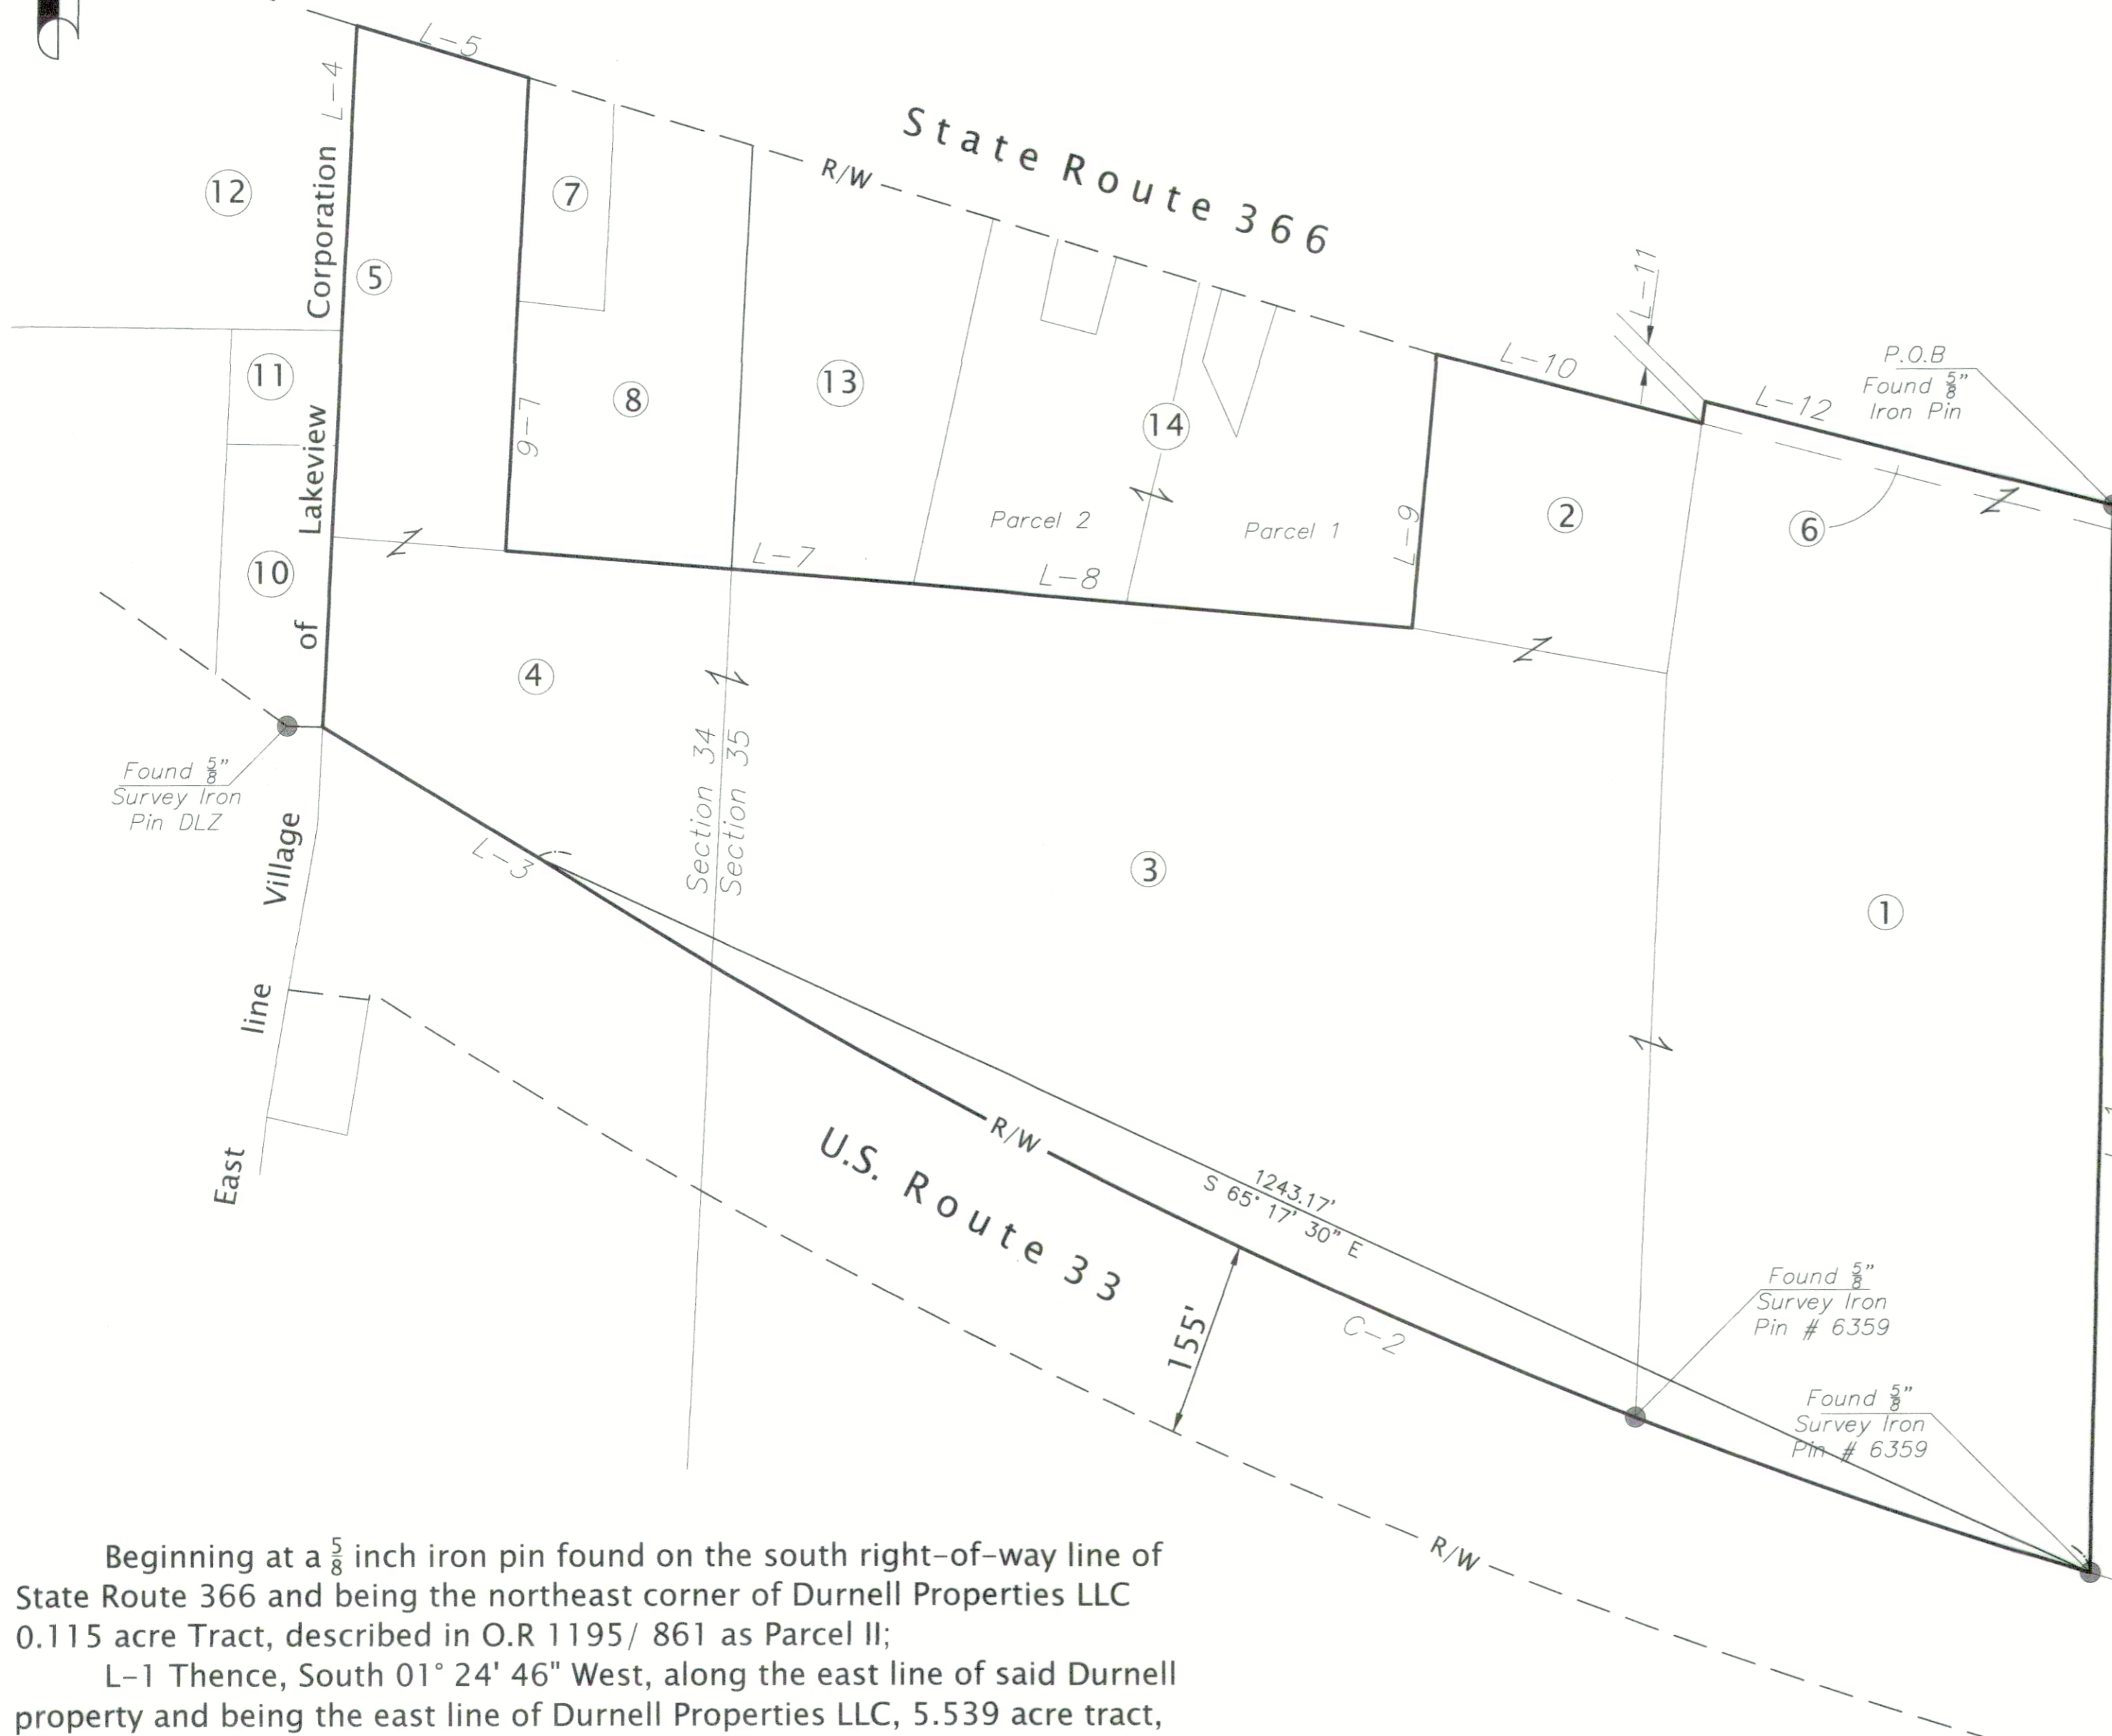 L-5
L-4
State Route 366
R/W
12
7
Corporation
5
L-11
L-10
P.O.B
Found 5/8"
Iron Pin
L-12
11
8
13
14
L-6
Lakeview
2
6
Parcel 2
Parcel 1
L-9
L-7
L-8
10
of
4
Found 5/8"
Survey Iron
Pin DLZ
Section 34
Section 35
Village
L-3
3
1
line
R/W
U.S. Route 33
1243.17'
S 65° 17' 30" E
East
155'
C-2
Found 5/8"
Survey Iron
Pin # 6359
Found 5/8"
Survey Iron
Pin # 6359
R/W
Beginning at a 5/8 inch iron pin found on the south right-of-way line of
State Route 366 and being the northeast corner of Durnell Properties LLC
0.115 acre Tract, described in O.R 1195/ 861 as Parcel II;
L-1 Thence, South 01° 24' 46" West, along the east line of said Durnell
property and being the east line of Durnell Properties LLC, 5.539 acre tract,